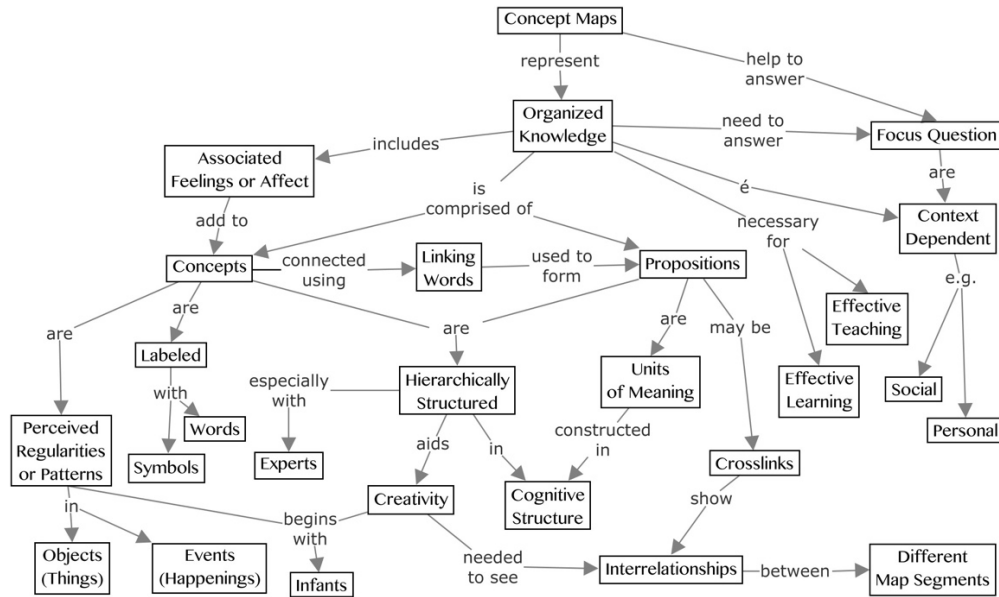 Concept Maps
represent
help to
answer
Organized
Knowledge
need to
answer
Focus Question
includes
Associated
Feelings or Affect
is
comprised of
é
are
necessary
for
Context
Dependent
add to
Concepts
connected
using
Linking
Words
used to
form
Propositions
e.g.
Effective
Teaching
are
are
are
are
may be
Labeled
especially
with
Hierarchically
Structured
Units
of Meaning
Effective
Learning
Social
Personal
with
Words
Symbols
Perceived
Regularities
or Patterns
Experts
aids
in
constructed
in
Crosslinks
Creativity
Cognitive
Structure
show
in
begins
with
needed
to see
Objects
(Things)
Events
(Happenings)
Infants
Interrelationships
between
Different
Map Segments